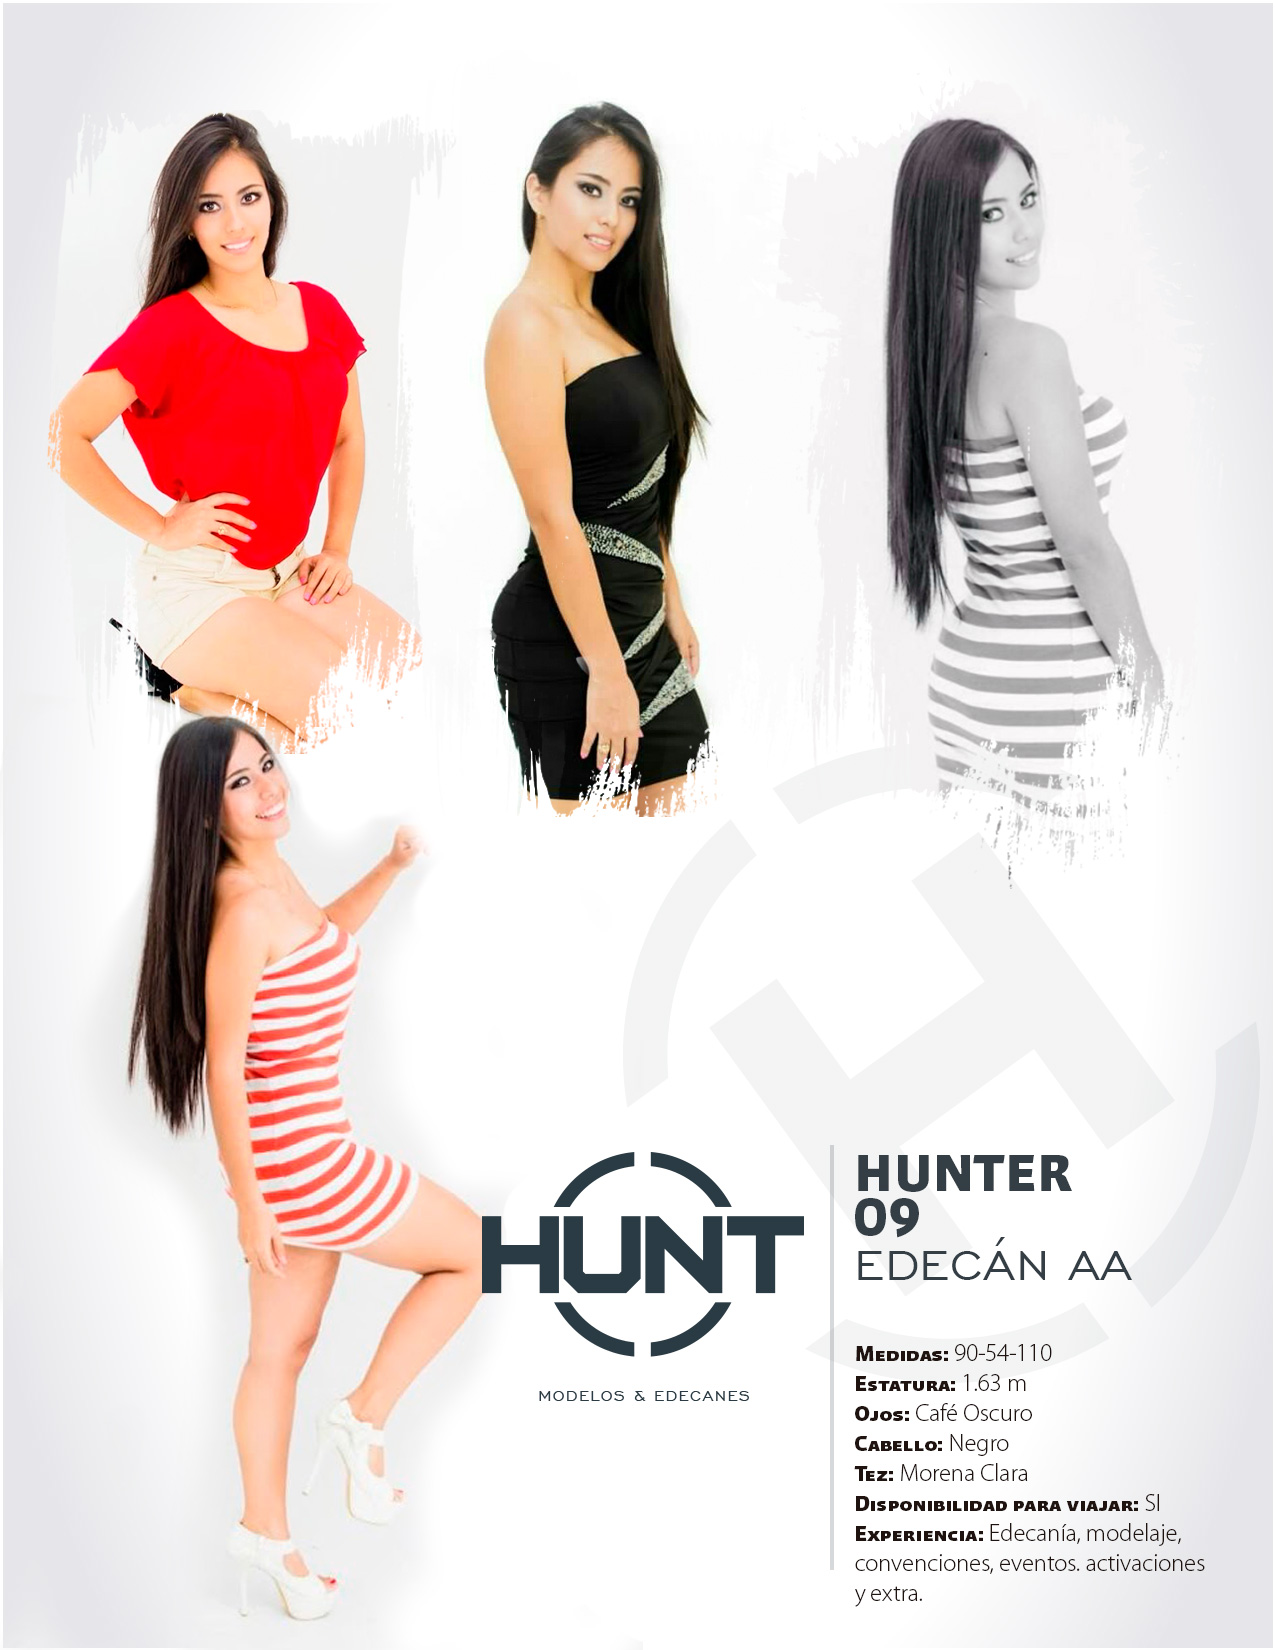 HUNT
MODELOS & EDECANES
HUNTER
09
EDECÁN AA
MEDIDAS: 90-54-110
ESTATURA: 1.63 m
OJOS: Café Oscuro
CABELLO: Negro
TEZ: Morena Clara
DISPONIBILIDAD PARA VIAJAR: SI
EXPERIENCIA: Edecanía, modelaje,
convenciones, eventos. activaciones
y extra.